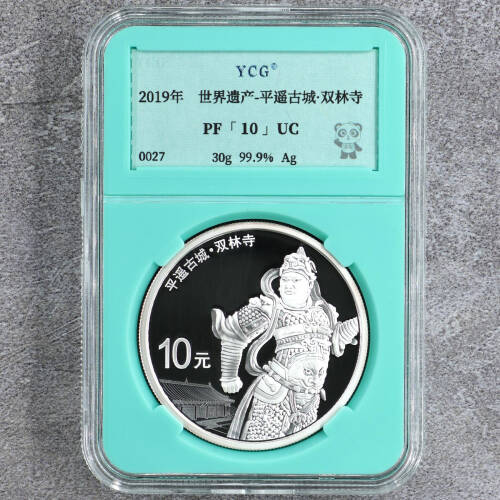 YCG®
2019年 世界遗产-平遥古城·双林寺
PF「10」UC
0027 30g 99.9% Ag
平遥古城·双林寺
10元